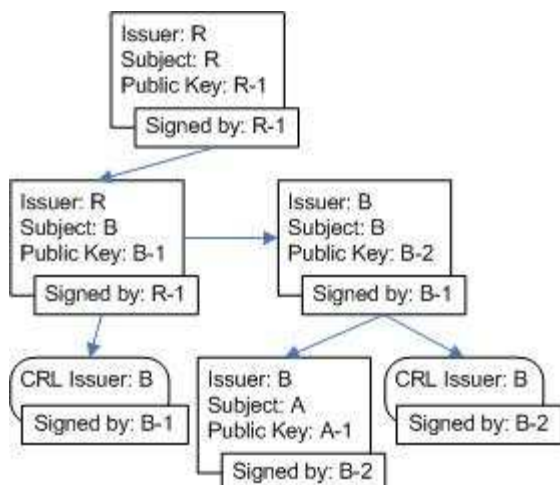 Issuer: R
Subject: R
Public Key: R-1
Signed by: R-1
Issuer: R
Subject: B
Public Key: B-1
Signed by: R-1
Issuer: B
Subject: B
Public Key: B-2
Signed by: B-1
CRL Issuer: B
Signed by: B-1
Issuer: B
Subject: A
Public Key: A-1
Signed by: B-2
CRL Issuer: B
Signed by: B-2